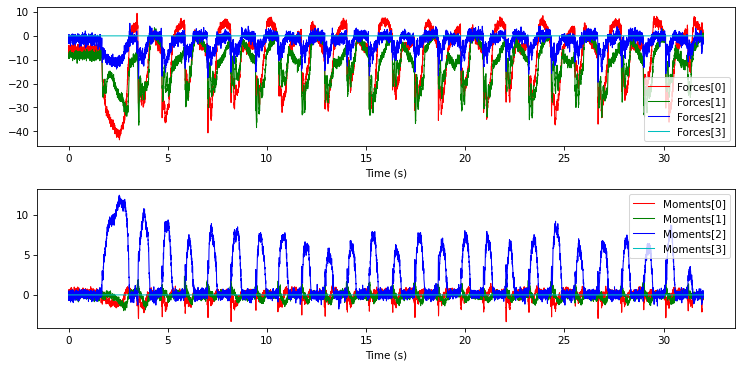 10
0
−10
−20
−30
−40
0 5 10 15 20 25 30
Time (s)
Forces[0]
Forces[1]
Forces[2]
Forces[3]
10
5
0
0 5 10 15 20 25 30
Time (s)
Moments[0]
Moments[1]
Moments[2]
Moments[3]